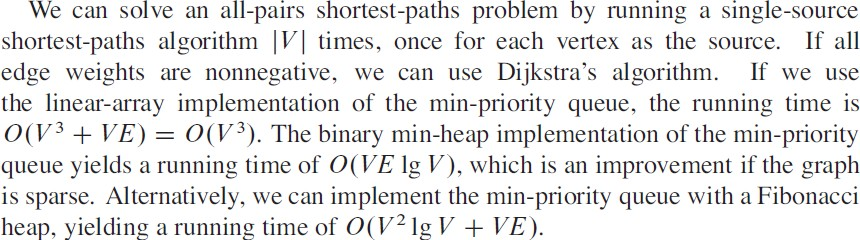 We can solve an all-pairs shortest-paths problem by running a single-source
shortest-paths algorithm |V| times, once for each vertex as the source. If all
edge weights are nonnegative, we can use Dijkstra's algorithm. If we use
the linear-array implementation of the min-priority queue, the running time is
O(V³ + VE) = O(V³). The binary min-heap implementation of the min-priority
queue yields a running time of O(VE lg V), which is an improvement if the graph
is sparse. Alternatively, we can implement the min-priority queue with a Fibonacci
heap, yielding a running time of O(V² lg V + VE).